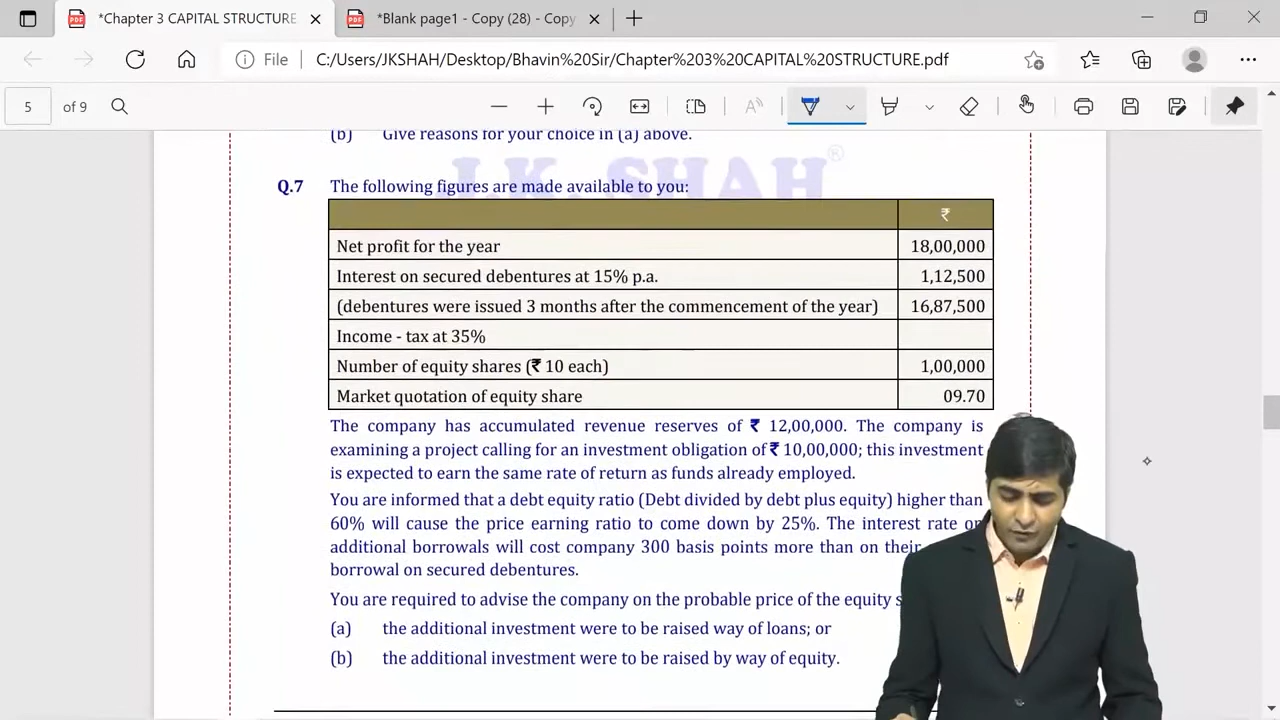 *Chapter 3 CAPITAL STRUCTURE
*Blank page1 - Copy (28) - Copy
File
C:/Users/JKSHAH/Desktop/Bhavin%20Sir/Chapter%203%20CAPITAL%20STRUCTURE.pdf
5 of 9
(b) Give reasons for your choice in (a) above.
J.K. SHAH ®
Q.7 The following figures are made available to you:
₹
Net profit for the year 18,00,000
Interest on secured debentures at 15% p.a. 1,12,500
(debentures were issued 3 months after the commencement of the year) 16,87,500
Income - tax at 35%
Number of equity shares (₹ 10 each) 1,00,000
Market quotation of equity share 09.70
The company has accumulated revenue reserves of ₹ 12,00,000. The company is
examining a project calling for an investment obligation of ₹ 10,00,000; this investment
is expected to earn the same rate of return as funds already employed.
You are informed that a debt equity ratio (Debt divided by debt plus equity) higher than
60% will cause the price earning ratio to come down by 25%. The interest rate on
additional borrowals will cost company 300 basis points more than on their
borrowal on secured debentures.
You are required to advise the company on the probable price of the equity
(a) the additional investment were to be raised way of loans; or
(b) the additional investment were to be raised by way of equity.